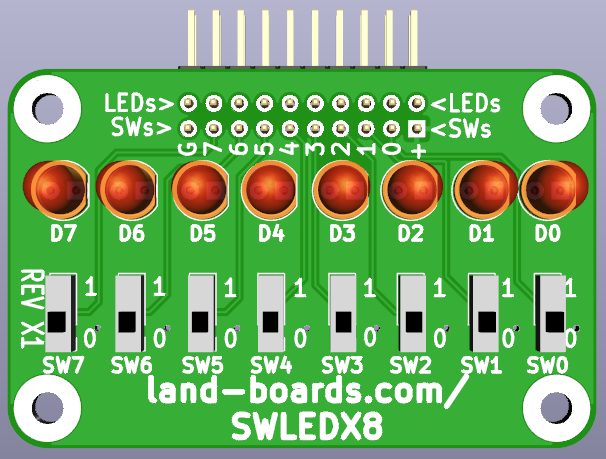 LEDs> <LEDs
SWs> <SWs
G 7 6 5 4 3 2 1 0 +
D7 D6 D5 D4 D3 D2 D1 D0
REV X1
1 1 1 1 1 1 1 1
0 0 0 0 0 0 0 0
SW7 SW6 SW5 SW4 SW3 SW2 SW1 SW0
land-boards.com/
SWLEDX8